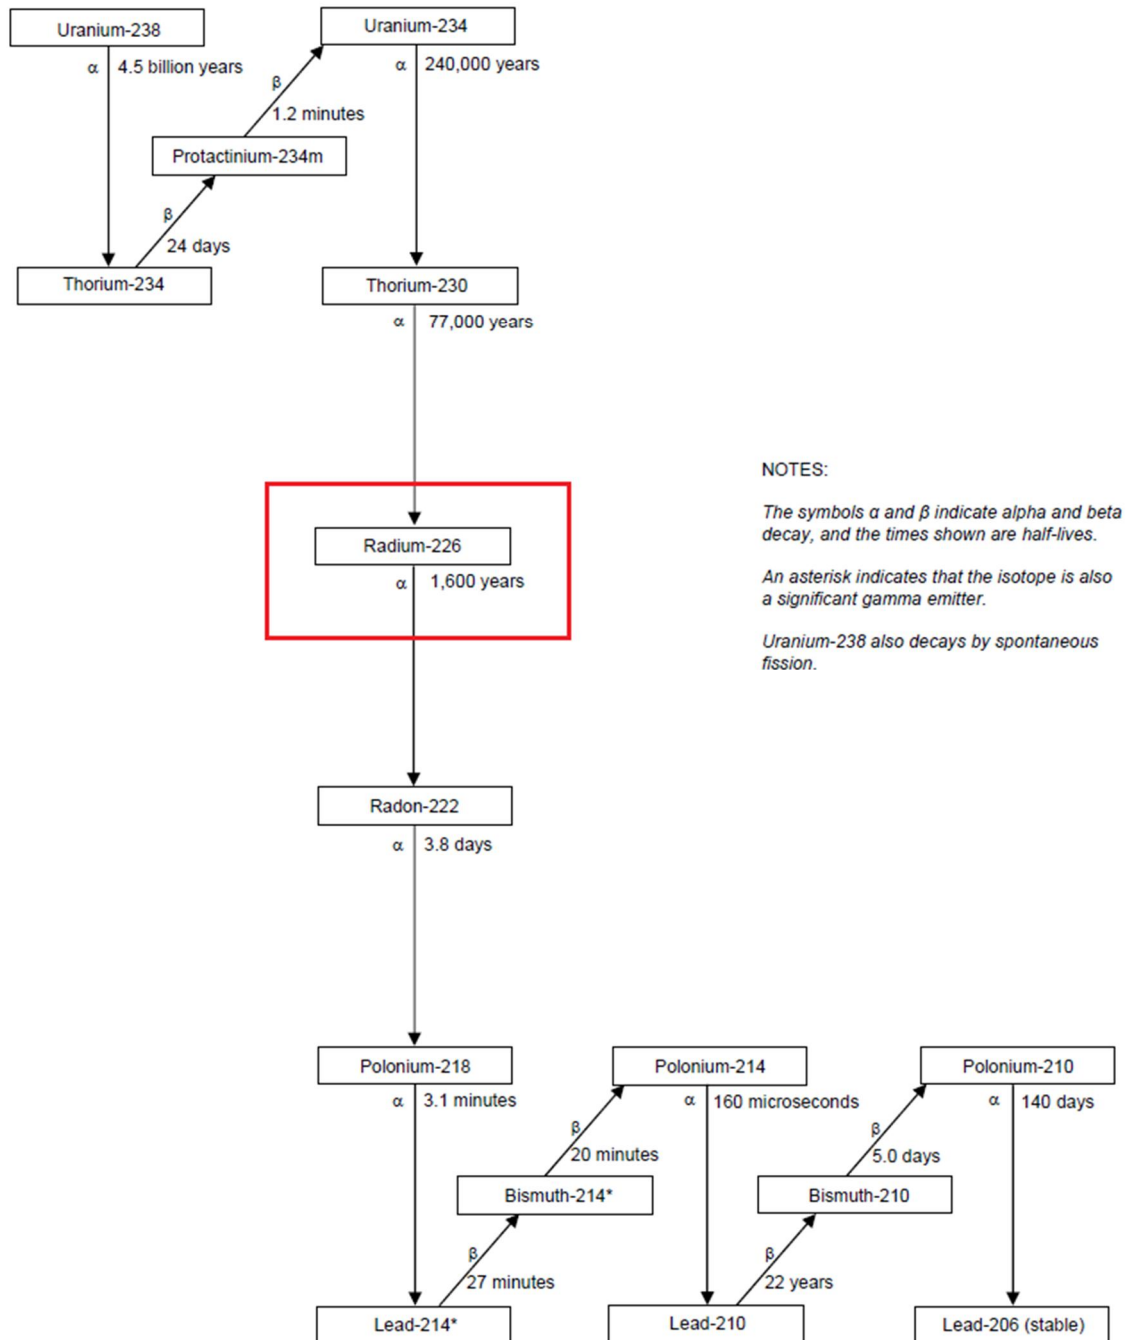 Uranium-238
α 4.5 billion years
Uranium-234
α 240,000 years
β
1.2 minutes
Protactinium-234m
β
24 days
Thorium-234
Thorium-230
α 77,000 years
NOTES:
The symbols α and β indicate alpha and beta
decay, and the times shown are half-lives.
An asterisk indicates that the isotope is also
a significant gamma emitter.
Uranium-238 also decays by spontaneous
fission.
Radium-226
α 1,600 years
Radon-222
α 3.8 days
Polonium-218
α 3.1 minutes
Polonium-214
α 160 microseconds
Polonium-210
α 140 days
β
20 minutes
β
5.0 days
Bismuth-214*
Bismuth-210
β
27 minutes
β
22 years
Lead-214*
Lead-210
Lead-206 (stable)